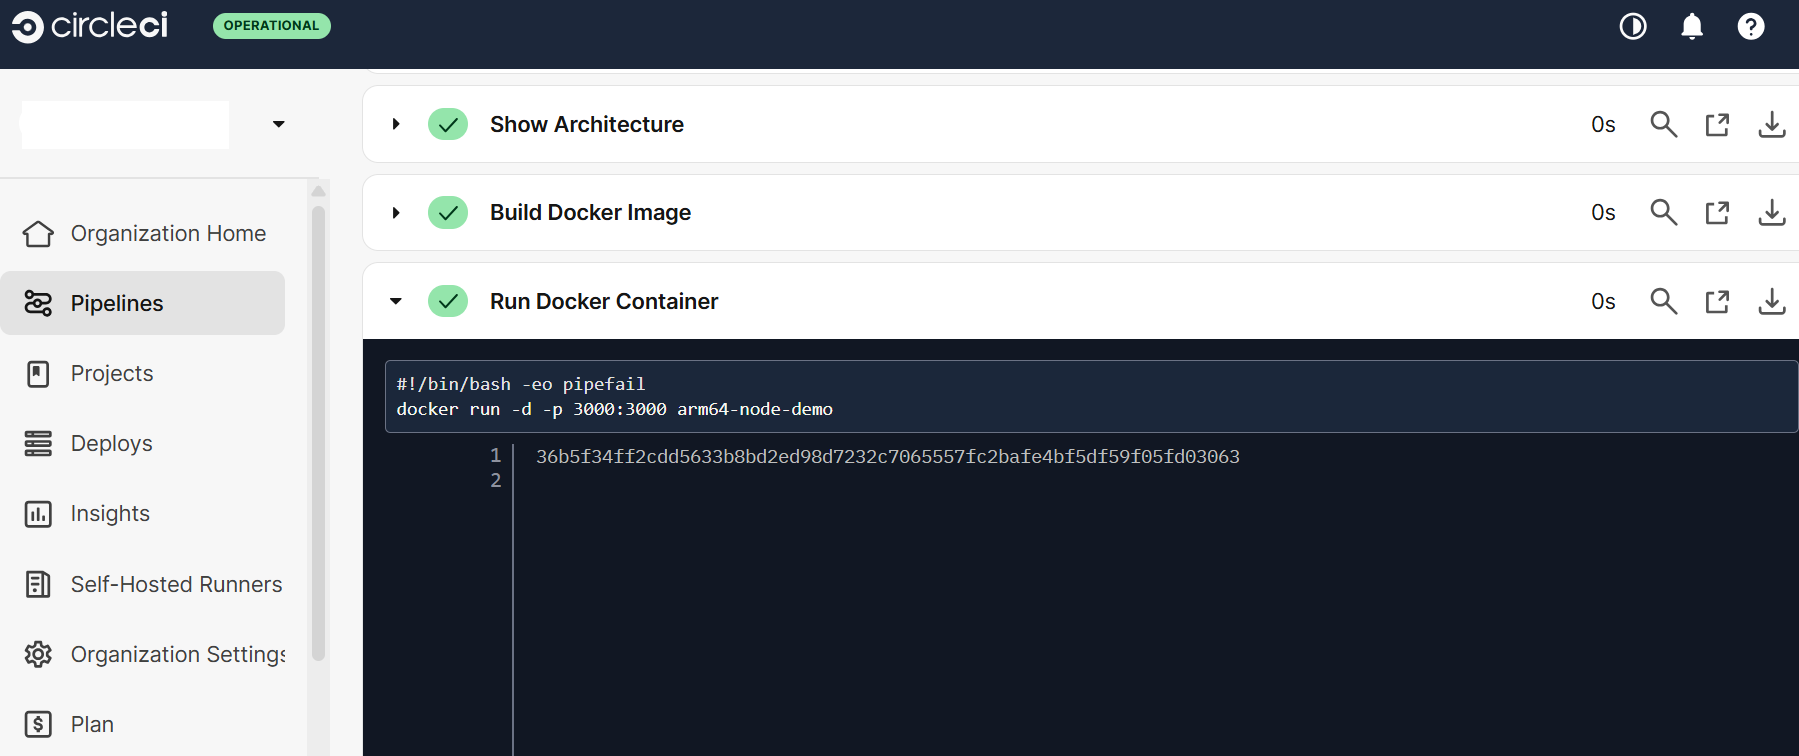 circleci
OPERATIONAL
Show Architecture 0s
Build Docker Image 0s
Run Docker Container 0s
#!/bin/bash -eo pipefail
docker run -d -p 3000:3000 arm64-node-demo
1 36b5f34ff2cdd5633b8bd2ed98d7232c7065557fc2bafe4bf5df59f05fd03063
2
Organization Home
Pipelines
Projects
Deploys
Insights
Self-Hosted Runners
Organization Settings
Plan